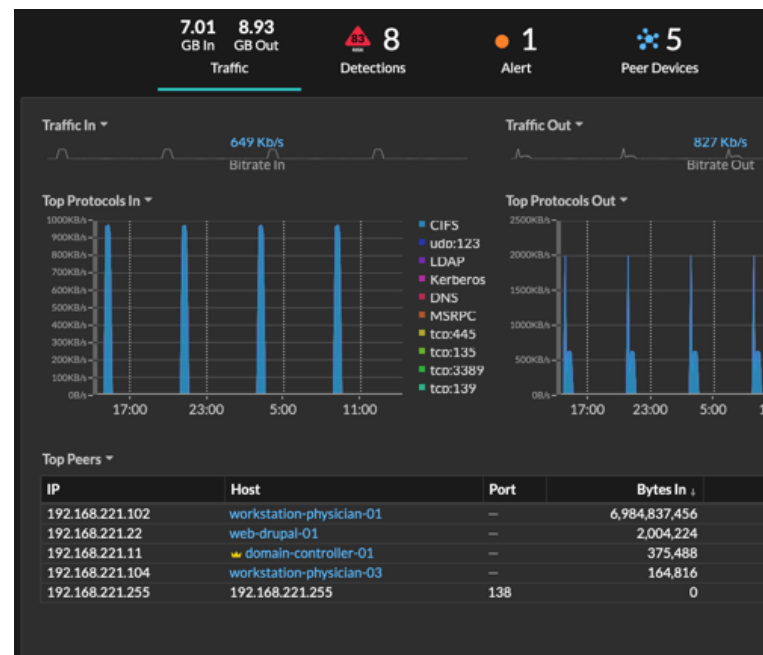 7.01 8.93
GB In GB Out
Traffic
83
RISK
8
Detections
1
Alert
5
Peer Devices
Traffic In
649 Kb/s
Bitrate In
Traffic Out
827 Kb/s
Bitrate Out
Top Protocols In
1000KB/s
900KB/s
800KB/s
700KB/s
600KB/s
500KB/s
400KB/s
300KB/s
200KB/s
100KB/s
0B/s
17:00 23:00 5:00 11:00
CIFS
udp:123
LDAP
Kerberos
DNS
MSRPC
tcp:445
tcp:135
tcp:3389
tcp:139
Top Protocols Out
2500KB/s
2000KB/s
1500KB/s
1000KB/s
500KB/s
0B/s
17:00 23:00 5:00 1
Top Peers
IP Host Port Bytes In ↓
192.168.221.102 workstation-physician-01 — 6,984,837,456
192.168.221.22 web-drupal-01 — 2,004,224
192.168.221.11 domain-controller-01 — 375,488
192.168.221.104 workstation-physician-03 — 164,816
192.168.221.255 192.168.221.255 138 0